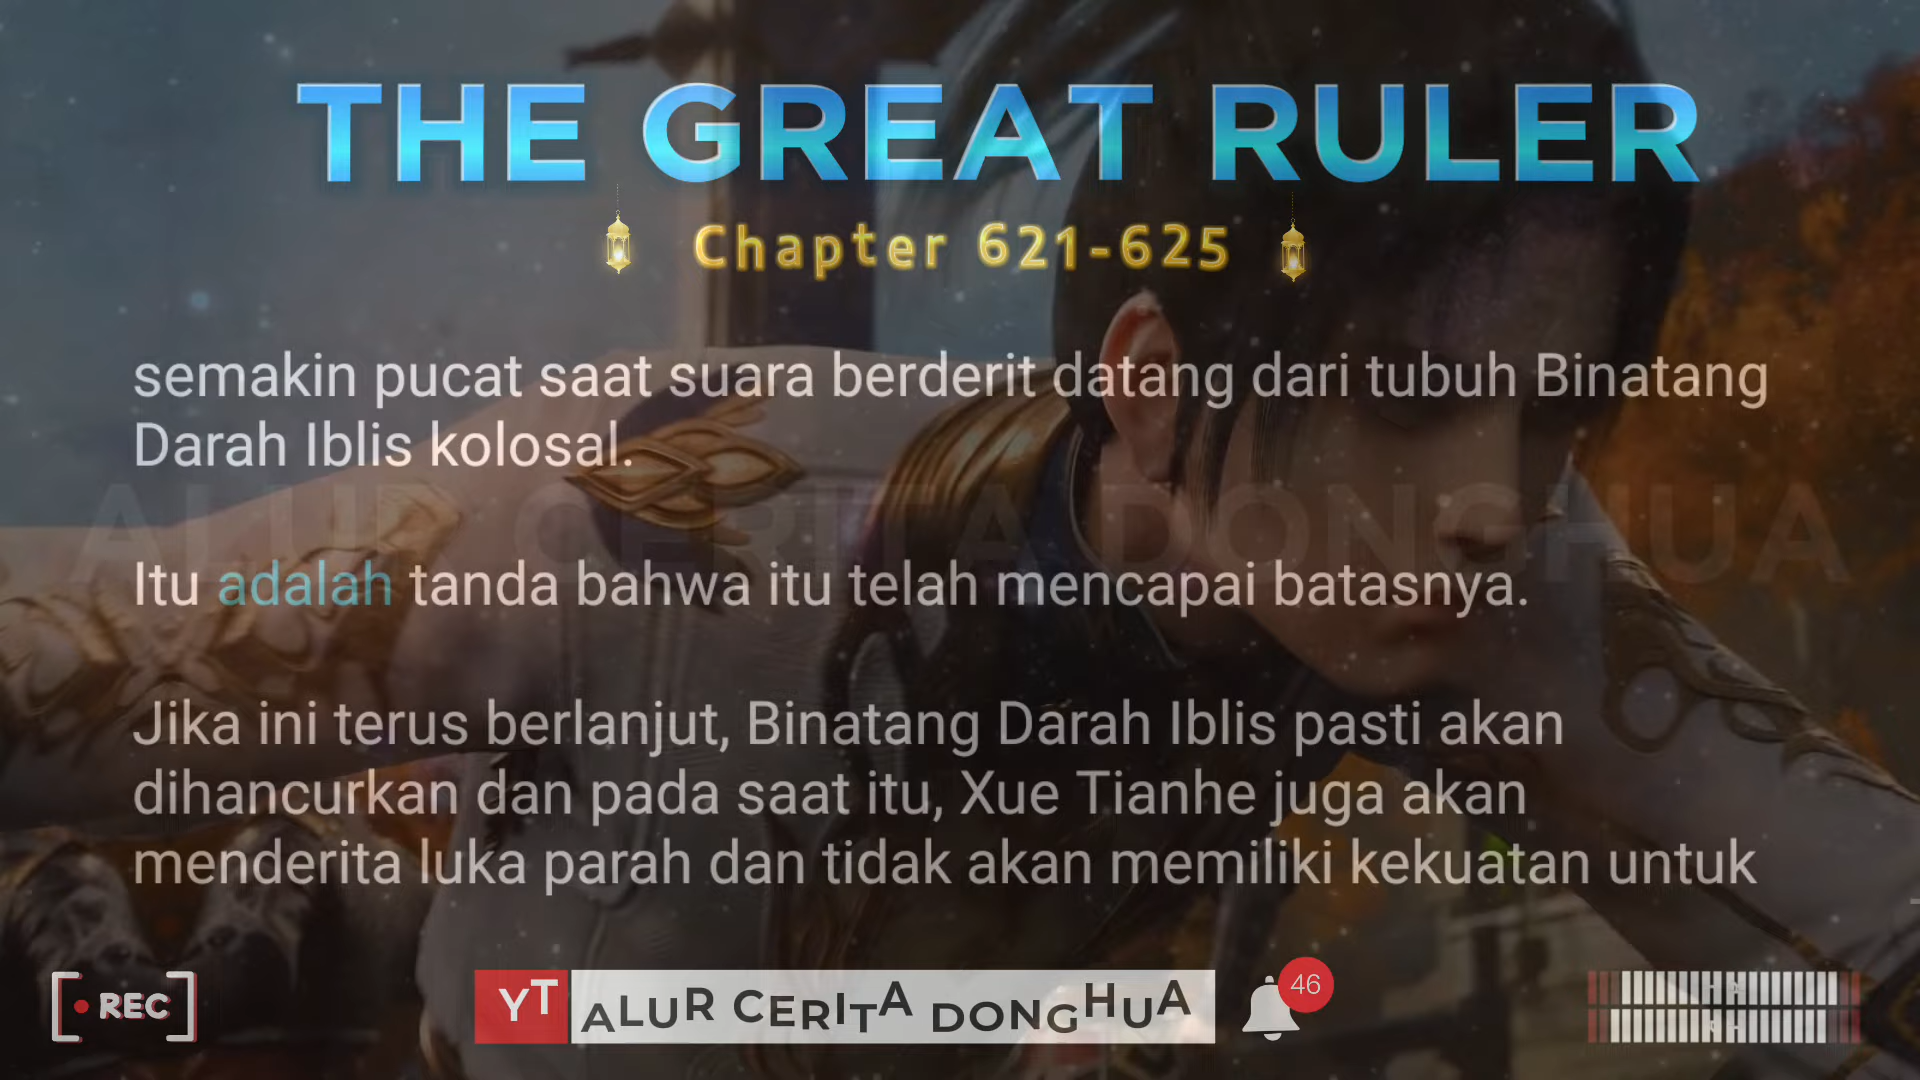 THE GREAT RULER
Chapter 621-625
semakin pucat saat suara berderit datang dari tubuh Binatang
Darah Iblis kolosal.
ALUR CERITA DONGHUA
Itu adalah tanda bahwa itu telah mencapai batasnya.
Jika ini terus berlanjut, Binatang Darah Iblis pasti akan
dihancurkan dan pada saat itu, Xue Tianhe juga akan
menderita luka parah dan tidak akan memiliki kekuatan untuk
REC
YT ALUR CERITA DONGHUA
46